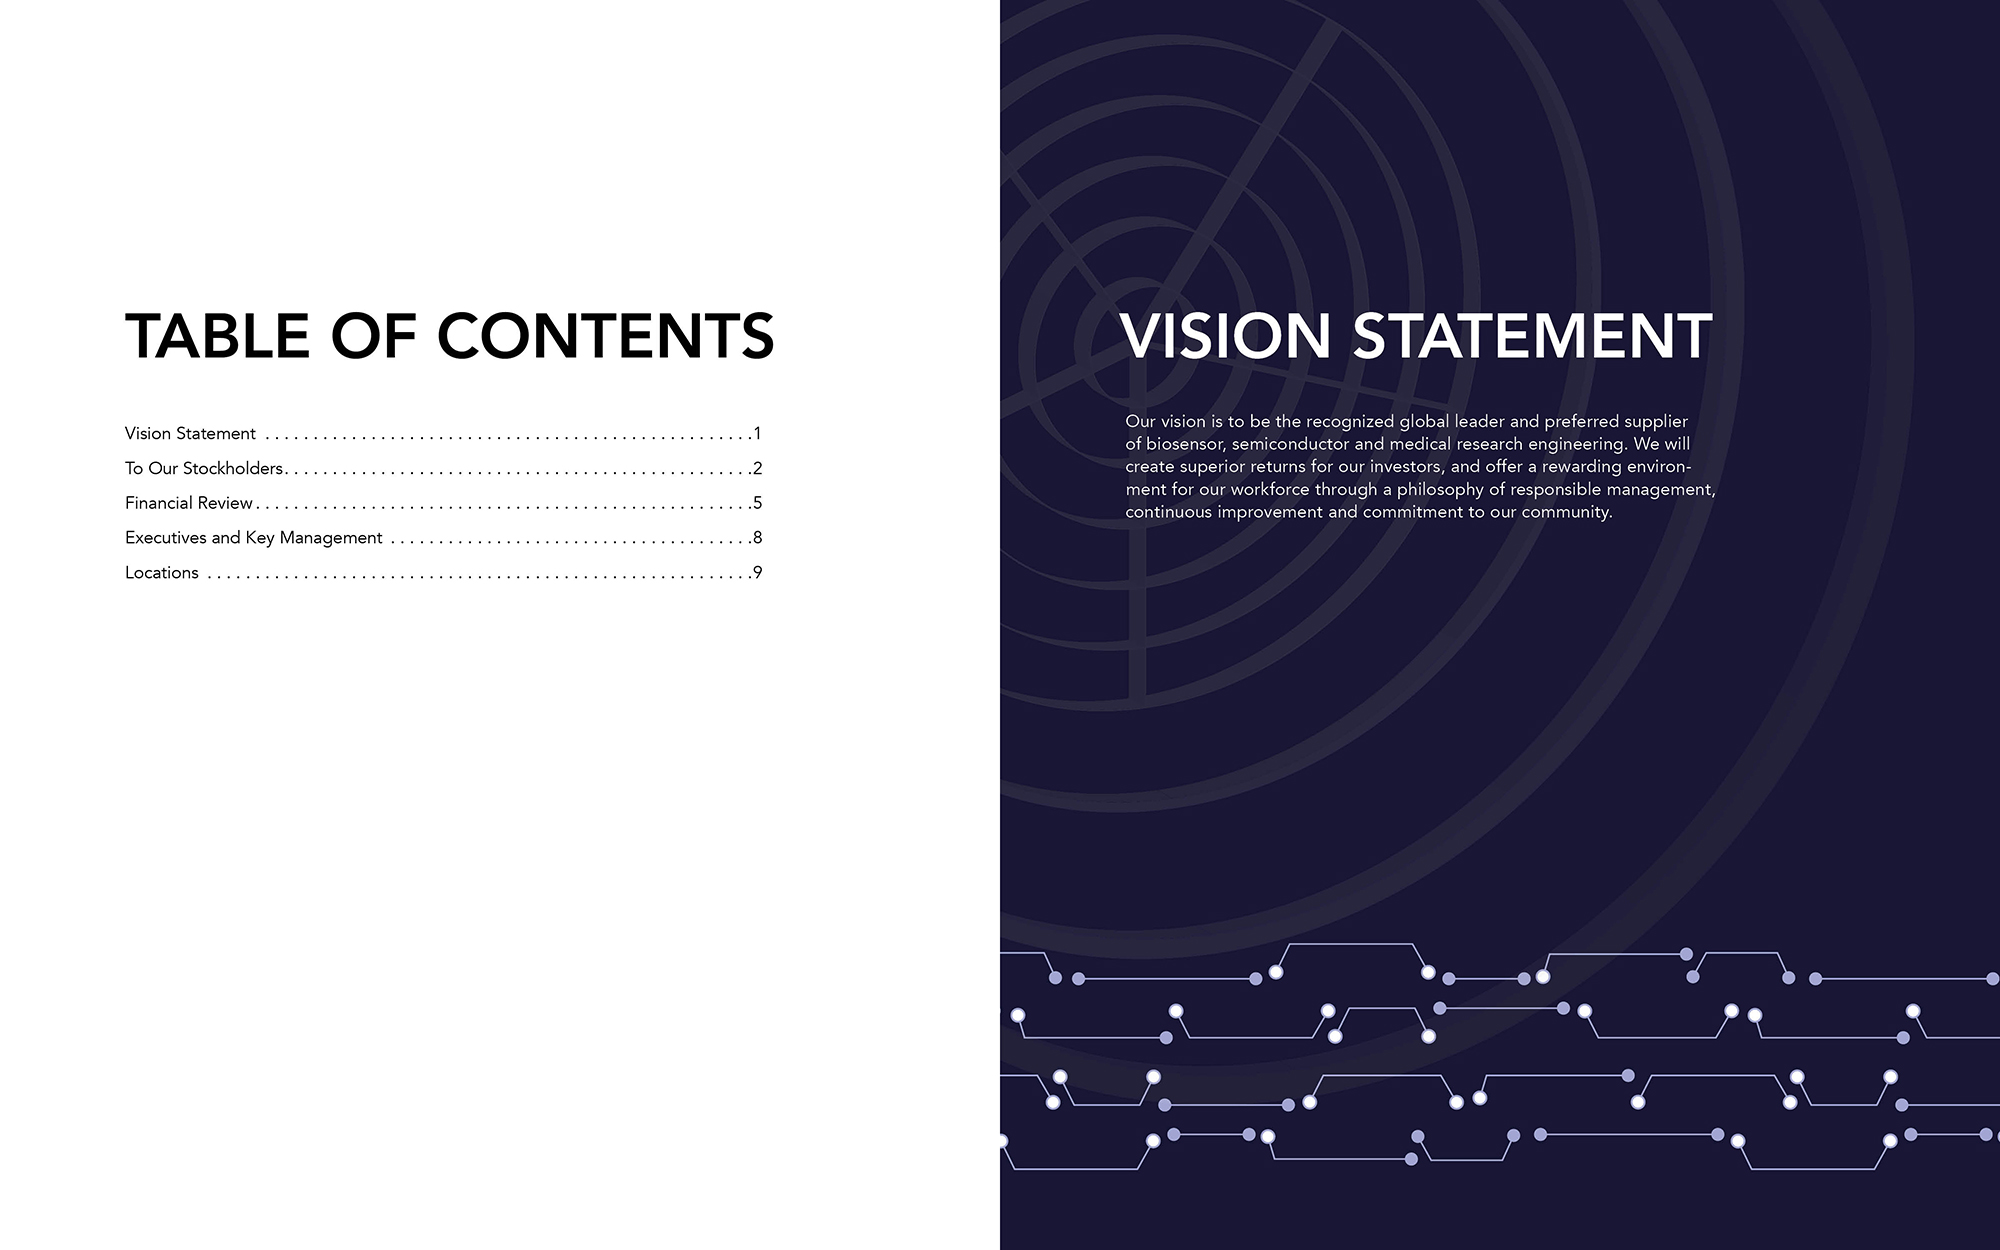 TABLE OF CONTENTS
Vision Statement . . . . . . . . . . . . . . . . . . . . . . . . . . . . . . . . . . . . . . . . . . . . . . . . . . .1
To Our Stockholders. . . . . . . . . . . . . . . . . . . . . . . . . . . . . . . . . . . . . . . . . . . . . . . . .2
Financial Review . . . . . . . . . . . . . . . . . . . . . . . . . . . . . . . . . . . . . . . . . . . . . . . . . . . .5
Executives and Key Management . . . . . . . . . . . . . . . . . . . . . . . . . . . . . . . . . . . . . .8
Locations . . . . . . . . . . . . . . . . . . . . . . . . . . . . . . . . . . . . . . . . . . . . . . . . . . . . . . . . .9
VISION STATEMENT
Our vision is to be the recognized global leader and preferred supplier
of biosensor, semiconductor and medical research engineering. We will
create superior returns for our investors, and offer a rewarding environ-
ment for our workforce through a philosophy of responsible management,
continuous improvement and commitment to our community.